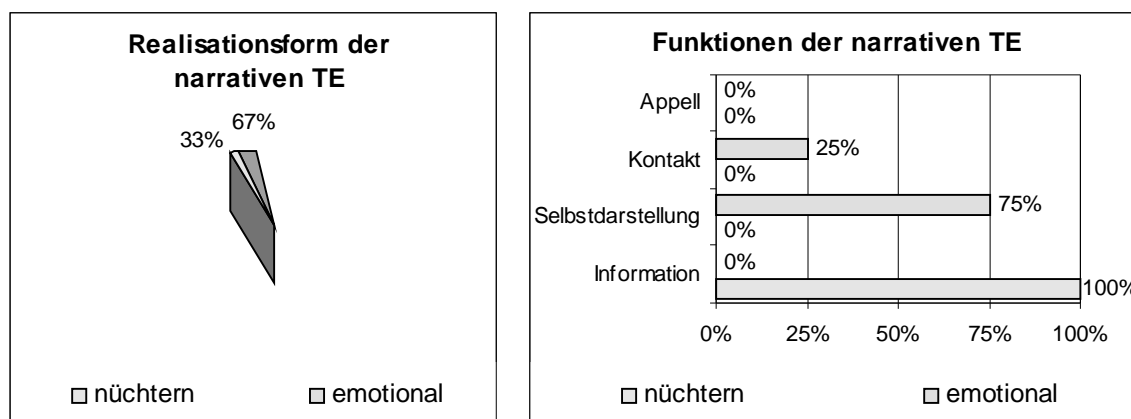 Realisationsform der
narrativen TE
33%
67%
nüchtern
emotional
Funktionen der narrativen TE
Appell
0%
0%
Kontakt
25%
0%
Selbstdarstellung
75%
0%
Information
0%
100%
0% 25% 50% 75% 100%
nüchtern
emotional